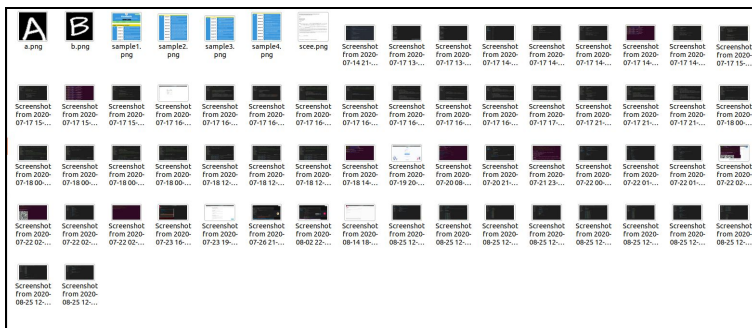 A B
a.png b.png sample1. sample2. sample3. sample4. scee.png Screenshot Screenshot Screenshot Screenshot Screenshot Screenshot Screenshot Screenshot Screenshot
png png png png from 2020- from 2020- from 2020- from 2020- from 2020- from 2020- from 2020- from 2020- from 2020-
07-14 21-... 07-17 13-... 07-17 14-... 07-17 14-... 07-17 14-... 07-17 14-... 07-17 14-... 07-17 14-... 07-17 15-...
Screenshot Screenshot Screenshot Screenshot Screenshot Screenshot Screenshot Screenshot Screenshot Screenshot Screenshot Screenshot Screenshot Screenshot Screenshot Screenshot
from 2020- from 2020- from 2020- from 2020- from 2020- from 2020- from 2020- from 2020- from 2020- from 2020- from 2020- from 2020- from 2020- from 2020- from 2020- from 2020-
07-17 15-... 07-17 15-... 07-17 15-... 07-17 16-... 07-17 16-... 07-17 16-... 07-17 16-... 07-17 16-... 07-17 16-... 07-17 16-... 07-17 16-... 07-17 17-... 07-17 21-... 07-17 21-... 07-17 21-... 07-18 00-...
Screenshot Screenshot Screenshot Screenshot Screenshot Screenshot Screenshot Screenshot Screenshot Screenshot Screenshot Screenshot Screenshot Screenshot Screenshot Screenshot
from 2020- from 2020- from 2020- from 2020- from 2020- from 2020- from 2020- from 2020- from 2020- from 2020- from 2020- from 2020- from 2020- from 2020- from 2020- from 2020-
07-18 00-... 07-18 00-... 07-18 00-... 07-18 00-... 07-18 12-... 07-18 12-... 07-18 12-... 07-18 14-... 07-19 20-... 07-20 08-... 07-20 21-... 07-21 23-... 07-22 00-... 07-22 01-... 07-22 01-... 07-22 02-...
Screenshot Screenshot Screenshot Screenshot Screenshot Screenshot Screenshot Screenshot Screenshot Screenshot Screenshot Screenshot Screenshot Screenshot Screenshot Screenshot
from 2020- from 2020- from 2020- from 2020- from 2020- from 2020- from 2020- from 2020- from 2020- from 2020- from 2020- from 2020- from 2020- from 2020- from 2020- from 2020-
07-22 02-... 07-22 02-... 07-22 02-... 07-23 16-... 07-23 19-... 07-26 21-... 08-02 22-... 08-14 18-... 08-25 12-... 08-25 12-... 08-25 12-... 08-25 12-... 08-25 12-... 08-25 12-... 08-25 12-... 08-25 12-...
Screenshot Screenshot
from 2020- from 2020-
08-25 12-... 08-25 12-...